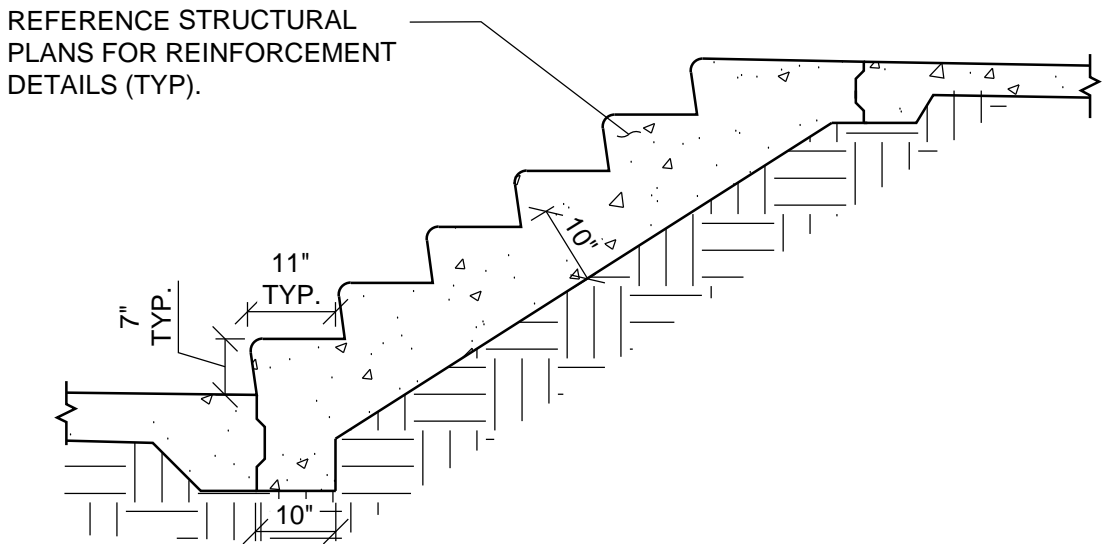 REFERENCE STRUCTURAL
PLANS FOR REINFORCEMENT
DETAILS (TYP).
10"
11"
TYP.
7"
TYP.
10"